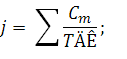 j = ∑ C_m / TÄÊ;